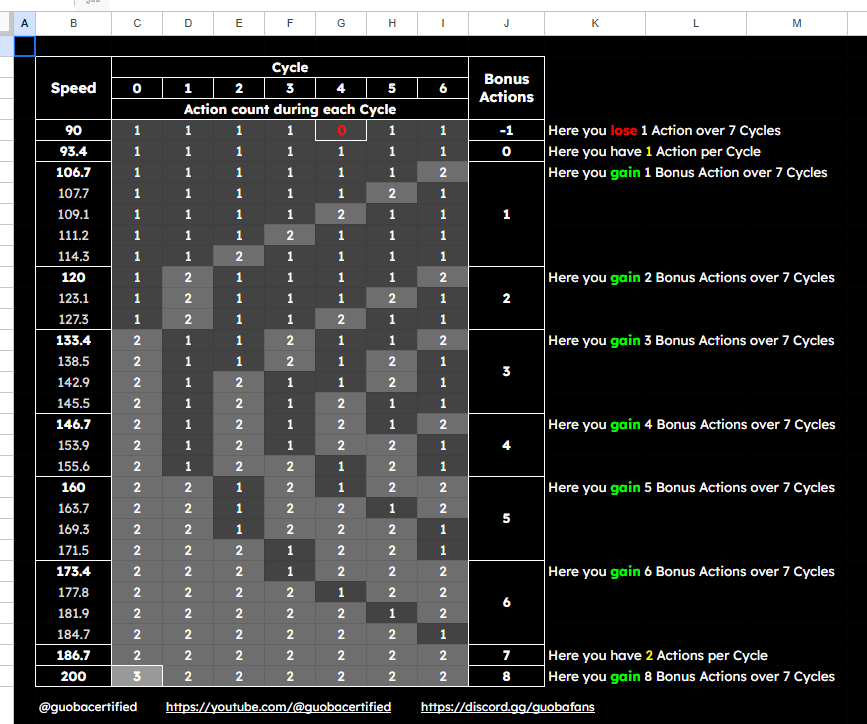 A B C D E F G H I J K L M
Cycle
Speed 0 1 2 3 4 5 6 Bonus Actions
Action count during each Cycle
90 1 1 1 1 0 1 1 -1 Here you lose 1 Action over 7 Cycles
93.4 1 1 1 1 1 1 1 0 Here you have 1 Action per Cycle
106.7 1 1 1 1 1 1 2 Here you gain 1 Bonus Action over 7 Cycles
107.7 1 1 1 1 1 2 1
109.1 1 1 1 1 2 1 1 1
111.2 1 1 1 2 1 1 1
114.3 1 1 2 1 1 1 1
120 1 2 1 1 1 1 2 Here you gain 2 Bonus Actions over 7 Cycles
123.1 1 2 1 1 1 2 1 2
127.3 1 2 1 1 2 1 1
133.4 2 1 1 2 1 1 2 Here you gain 3 Bonus Actions over 7 Cycles
138.5 2 1 1 2 1 2 1
3
142.9 2 1 2 1 1 2 1
145.5 2 1 2 1 2 1 1
146.7 2 1 2 1 2 1 2 Here you gain 4 Bonus Actions over 7 Cycles
153.9 2 1 2 1 2 2 1 4
155.6 2 1 2 2 1 2 1
160 2 2 1 2 1 2 2 Here you gain 5 Bonus Actions over 7 Cycles
163.7 2 2 1 2 2 1 2
5
169.3 2 2 1 2 2 2 1
171.5 2 2 2 1 2 2 1
173.4 2 2 2 1 2 2 2 Here you gain 6 Bonus Actions over 7 Cycles
177.8 2 2 2 2 1 2 2
6
181.9 2 2 2 2 2 1 2
184.7 2 2 2 2 2 2 1
186.7 2 2 2 2 2 2 2 7 Here you have 2 Actions per Cycle
200 3 2 2 2 2 2 2 8 Here you gain 8 Bonus Actions over 7 Cycles
@guobacertified https://youtube.com/@guobacertified https://discord.gg/guobafans